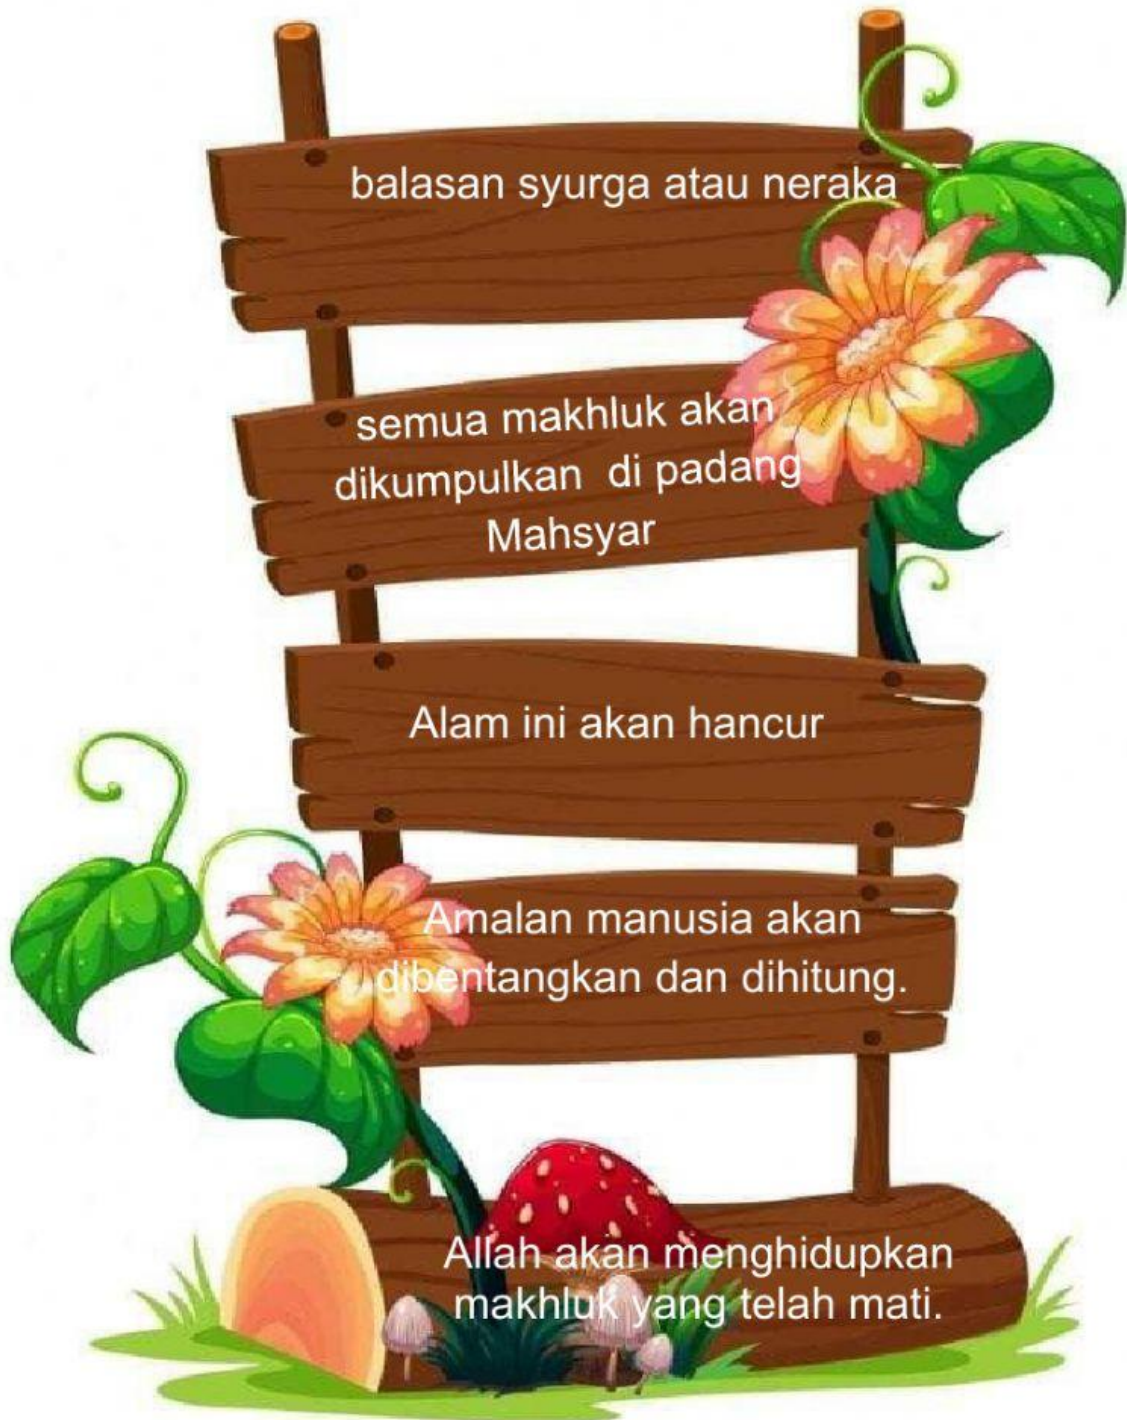 balasan syurga atau neraka
semua makhluk akan
dikumpulkan di padang
Mahsyar
Alam ini akan hancur
Amalan manusia akan
dibentangkan dan dihitung.
Allah akan menghidupkan
makhluk yang telah mati.